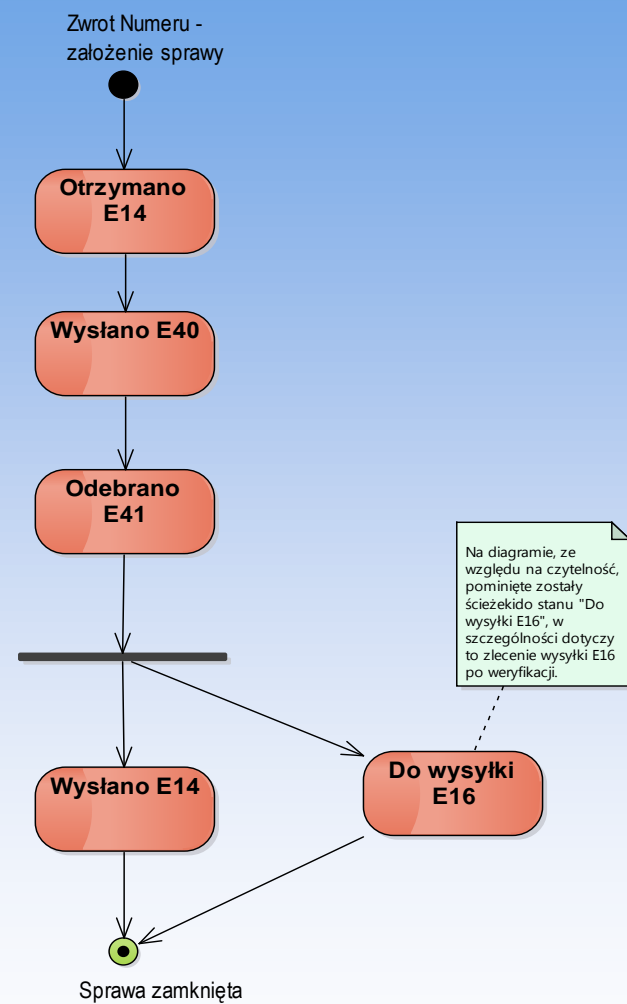 Zwrot Numeru -
założenie sprawy
Otrzymano
E14
Wysłano E40
Odebrano
E41
Na diagramie, ze
względu na czytelność,
pominięte zostały
ścieżekido stanu "Do
wysyłki E16", w
szczególności dotyczy
to zlecenie wysyłki E16
po weryfikacji.
Wysłano E14
Do wysyłki
E16
Sprawa zamknięta